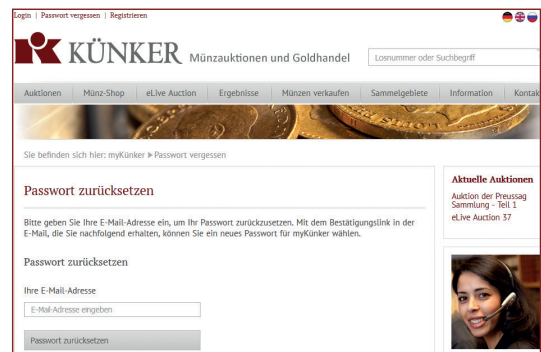 Login | Passwort vergessen | Registrieren
KÜNKER Münzauktionen und Goldhandel
Losnummer oder Suchbegriff
Auktionen Münz-Shop eLive Auction Ergebnisse Münzen verkaufen Sammelgebiete Information Kontak
Sie befinden sich hier: myKünker ▶ Passwort vergessen
Passwort zurücksetzen
Bitte geben Sie Ihre E-Mail-Adresse ein, um Ihr Passwort zurückzusetzen. Mit dem Bestätigungslink in der
E-Mail, die Sie nachfolgend erhalten, können Sie ein neues Passwort für myKünker wählen.
Passwort zurücksetzen
Ihre E-Mail-Adresse
E-Mail-Adresse eingeben
Passwort zurücksetzen
Aktuelle Auktionen
Auktion der Preussag
Sammlung - Teil 1
eLive Auction 37